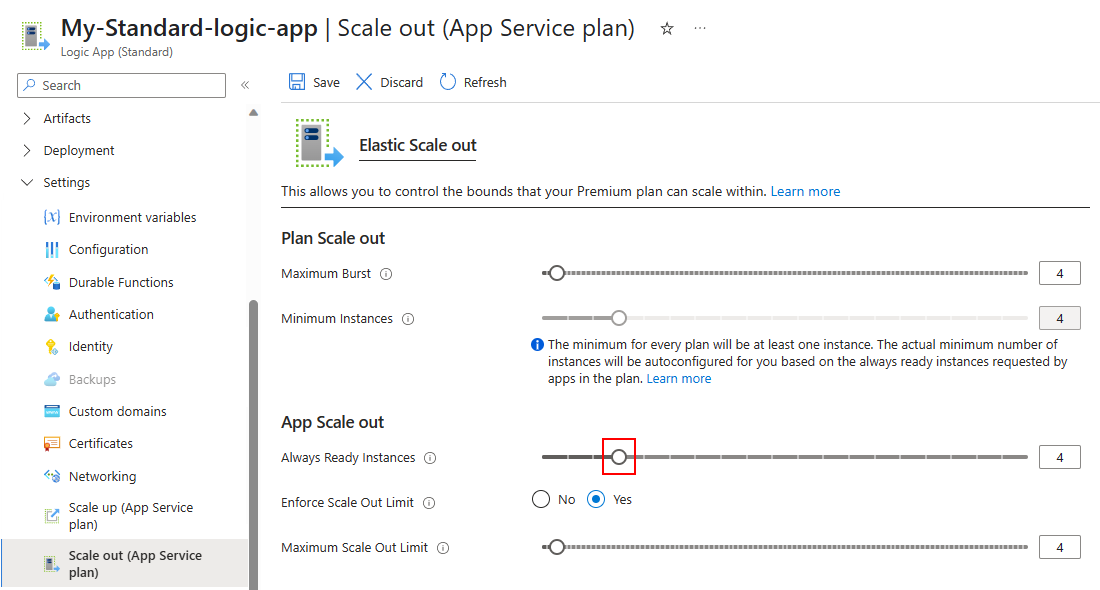 My-Standard-logic-app | Scale out (App Service plan)
Logic App (Standard)
Search
Artifacts
Deployment
Settings
Environment variables
Configuration
Durable Functions
Authentication
Identity
Backups
Custom domains
Certificates
Networking
Scale up (App Service
plan)
Scale out (App Service
plan)
Save Discard Refresh
Elastic Scale out
This allows you to control the bounds that your Premium plan can scale within. Learn more
Plan Scale out
Maximum Burst 4
Minimum Instances 4
The minimum for every plan will be at least one instance. The actual minimum number of
instances will be autoconfigured for you based on the always ready instances requested by
apps in the plan. Learn more
App Scale out
Always Ready Instances 4
Enforce Scale Out Limit No Yes
Maximum Scale Out Limit 4